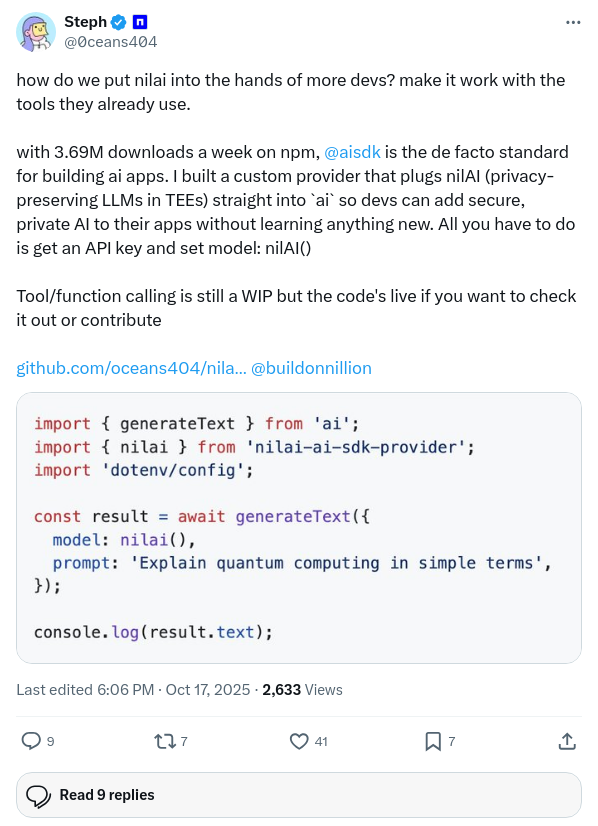 Steph
@0ceans404
how do we put nilai into the hands of more devs? make it work with the
tools they already use.
with 3.69M downloads a week on npm, @aisdk is the de facto standard
for building ai apps. I built a custom provider that plugs nilAI (privacy-
preserving LLMs in TEEs) straight into `ai` so devs can add secure,
private AI to their apps without learning anything new. All you have to do
is get an API key and set model: nilAI()
Tool/function calling is still a WIP but the code's live if you want to check
it out or contribute
github.com/oceans404/nila... @buildonnillion
import { generateText } from 'ai';
import { nilai } from 'nilai-ai-sdk-provider';
import 'dotenv/config';
const result = await generateText({
  model: nilai(),
  prompt: 'Explain quantum computing in simple terms',
});
console.log(result.text);
Last edited 6:06 PM · Oct 17, 2025 · 2,633 Views
9 7 41 7
Read 9 replies